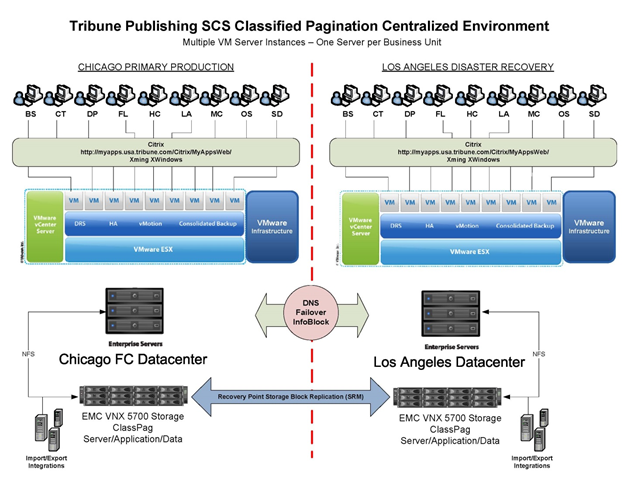 Tribune Publishing SCS Classified Pagination Centralized Environment
Multiple VM Server Instances – One Server per Business Unit
CHICAGO PRIMARY PRODUCTION
BS CT DP FL HC LA MC OS SD
Citrix
http://myapps.usa.tribune.com/Citrix/MyAppsWeb/
Xming XWindows
VMware
vCenter
Server
VM VM VM VM VM VM VM VM VM
DRS HA vMotion Consolidated Backup
VMware ESX
VMware
Infrastructure
LOS ANGELES DISASTER RECOVERY
BS CT DP FL HC LA MC OS SD
Citrix
http://myapps.usa.tribune.com/Citrix/MyAppsWeb/
Xming XWindows
VMware
vCenter
Server
VM VM VM VM VM VM VM VM VM
DRS HA vMotion Consolidated Backup
VMware ESX
VMware
Infrastructure
DNS
Failover
InfoBlock
Enterprise Servers
Chicago FC Datacenter
NFS
EMC VNX 5700 Storage
ClassPag
Server/Application/Data
Import/Export
Integrations
Recovery Point Storage Block Replication (SRM)
Enterprise Servers
Los Angeles Datacenter
NFS
EMC VNX 5700 Storage
ClassPag
Server/Application/Data
Import/Export
Integrations